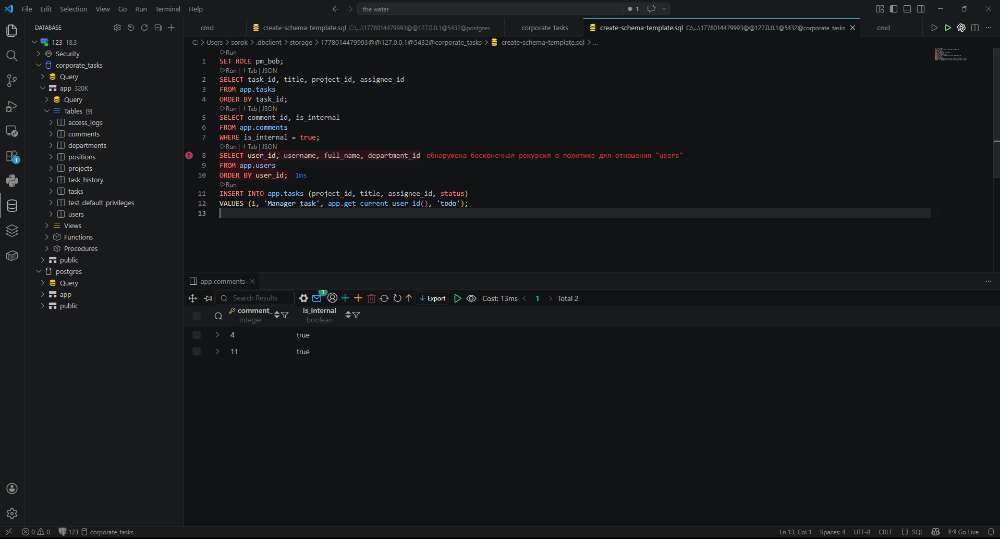 File Edit Selection View Go Run Terminal Help
the water
1
DATABASE
123 18.3
Security
corporate_tasks
Query
app 320K
Query
Tables (9)
access_logs
comments
departments
positions
projects
task_history
tasks
test_default_privileges
users
Views
Functions
Procedures
public
postgres
Query
app
public
1
cmd
create-schema-template.sql C:\...\1778014479993@@127.0.0.1@5432@postgres
corporate_tasks
create-schema-template.sql C:\...\1778014479993@@127.0.0.1@5432@corporate_tasks
cmd
C: > Users > sorok > .dbclient > storage > 1778014479993@@127.0.0.1@5432@corporate_tasks > create-schema-template.sql > ...
Run
1 SET ROLE pm_bob;
Run | +Tab | JSON
2 SELECT task_id, title, project_id, assignee_id
3 FROM app.tasks
4 ORDER BY task_id;
Run | +Tab | JSON
5 SELECT comment_id, is_internal
6 FROM app.comments
7 WHERE is_internal = true;
Run | +Tab | JSON
8 SELECT user_id, username, full_name, department_id обнаружена бесконечная рекурсия в политике для отношения "users"
9 FROM app.users
10 ORDER BY user_id; 1ms
Run
11 INSERT INTO app.tasks (project_id, title, assignee_id, status)
12 VALUES (1, 'Manager task', app.get_current_user_id(), 'todo');
13
app.comments
Search Results
1
Export
Cost: 13ms < 1 > Total 2
comment_ is_internal
integer boolean
4 true
11 true
0 0 123 corporate_tasks
Ln 13, Col 1 Spaces: 4 UTF-8 CRLF { } SQL Go Live